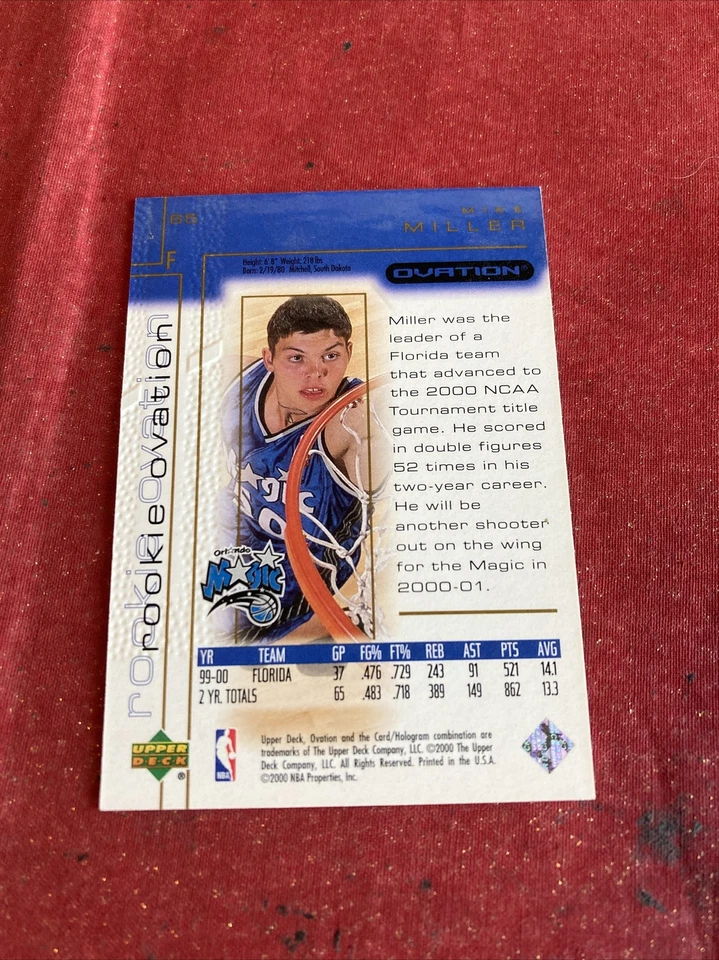 MIKE
MILLER
F
Height: 6' 8" Weight: 218 lbs
Born: 2/19/80 Mitchell, South Dakota
OVATION®
rookie ovation
rookie ovation
Miller was the
leader of a
Florida team
that advanced to
the 2000 NCAA
Tournament title
game. He scored
in double figures
52 times in his
two-year career.
He will be
another shooter
out on the wing
for the Magic in
2000-01.
Orlando
MAGIC
YR TEAM GP FG% FT% REB AST PTS AVG
99-00 FLORIDA 37 .476 .729 243 91 521 14.1
2 YR. TOTALS 65 .483 .718 389 149 862 13.3
UPPER
DECK
®
NBA
Upper Deck, Ovation and the Card/Hologram combination are
trademarks of The Upper Deck Company, LLC. ©2000 The Upper
Deck Company, LLC. All Rights Reserved. Printed in the U.S.A.
©2000 NBA Properties, Inc.